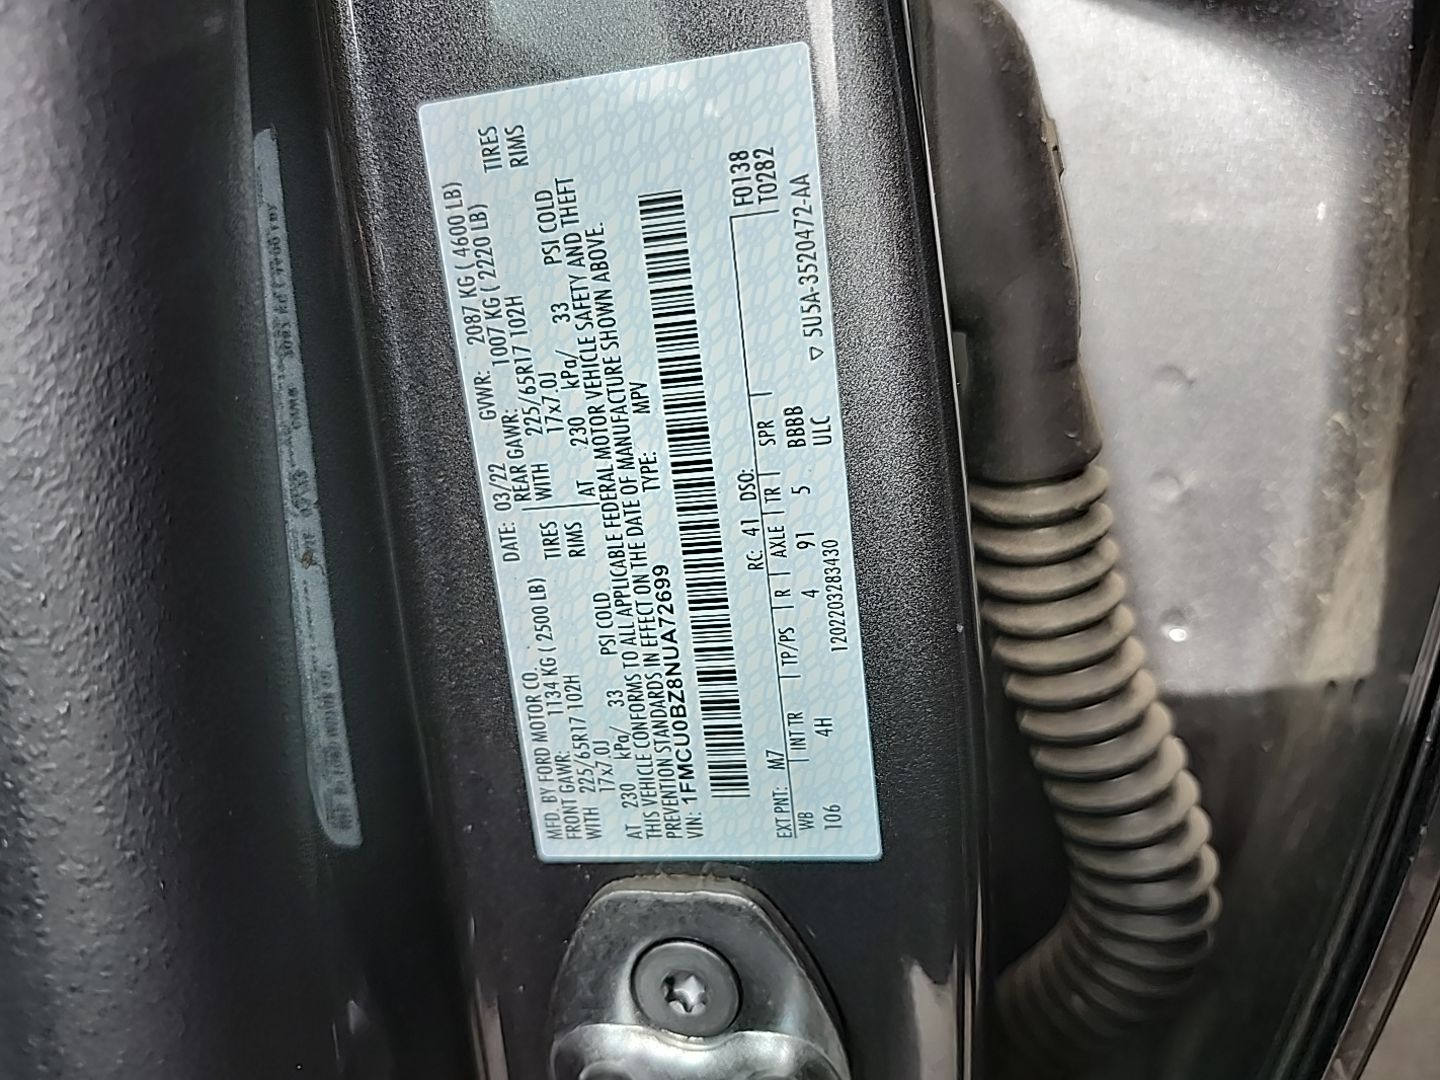 MFD. BY FORD MOTOR CO. DATE: 03/22 GVWR: 2087 KG ( 4600 LB)
FRONT GAWR: 1134 KG ( 2500 LB) REAR GAWR: 1007 KG ( 2220 LB)
WITH 225/65R17 102H TIRES WITH 225/65R17 102H TIRES
17x7.0J RIMS 17x7.0J RIMS
AT 230 kPa/ 33 PSI COLD AT 230 kPa/ 33 PSI COLD
THIS VEHICLE CONFORMS TO ALL APPLICABLE FEDERAL MOTOR VEHICLE SAFETY AND THEFT
PREVENTION STANDARDS IN EFFECT ON THE DATE OF MANUFACTURE SHOWN ABOVE.
VIN: 1FMCU0BZ8NUA72699 TYPE: MPV
EXT PNT: M7 RC: 41 DSO: F0138
WB INT TR TP/PS R AXLE TR SPR T0282
106 4H 4 91 5 BBBB
120220328343​0 ULC ▽ 5U5A-3520472-AA